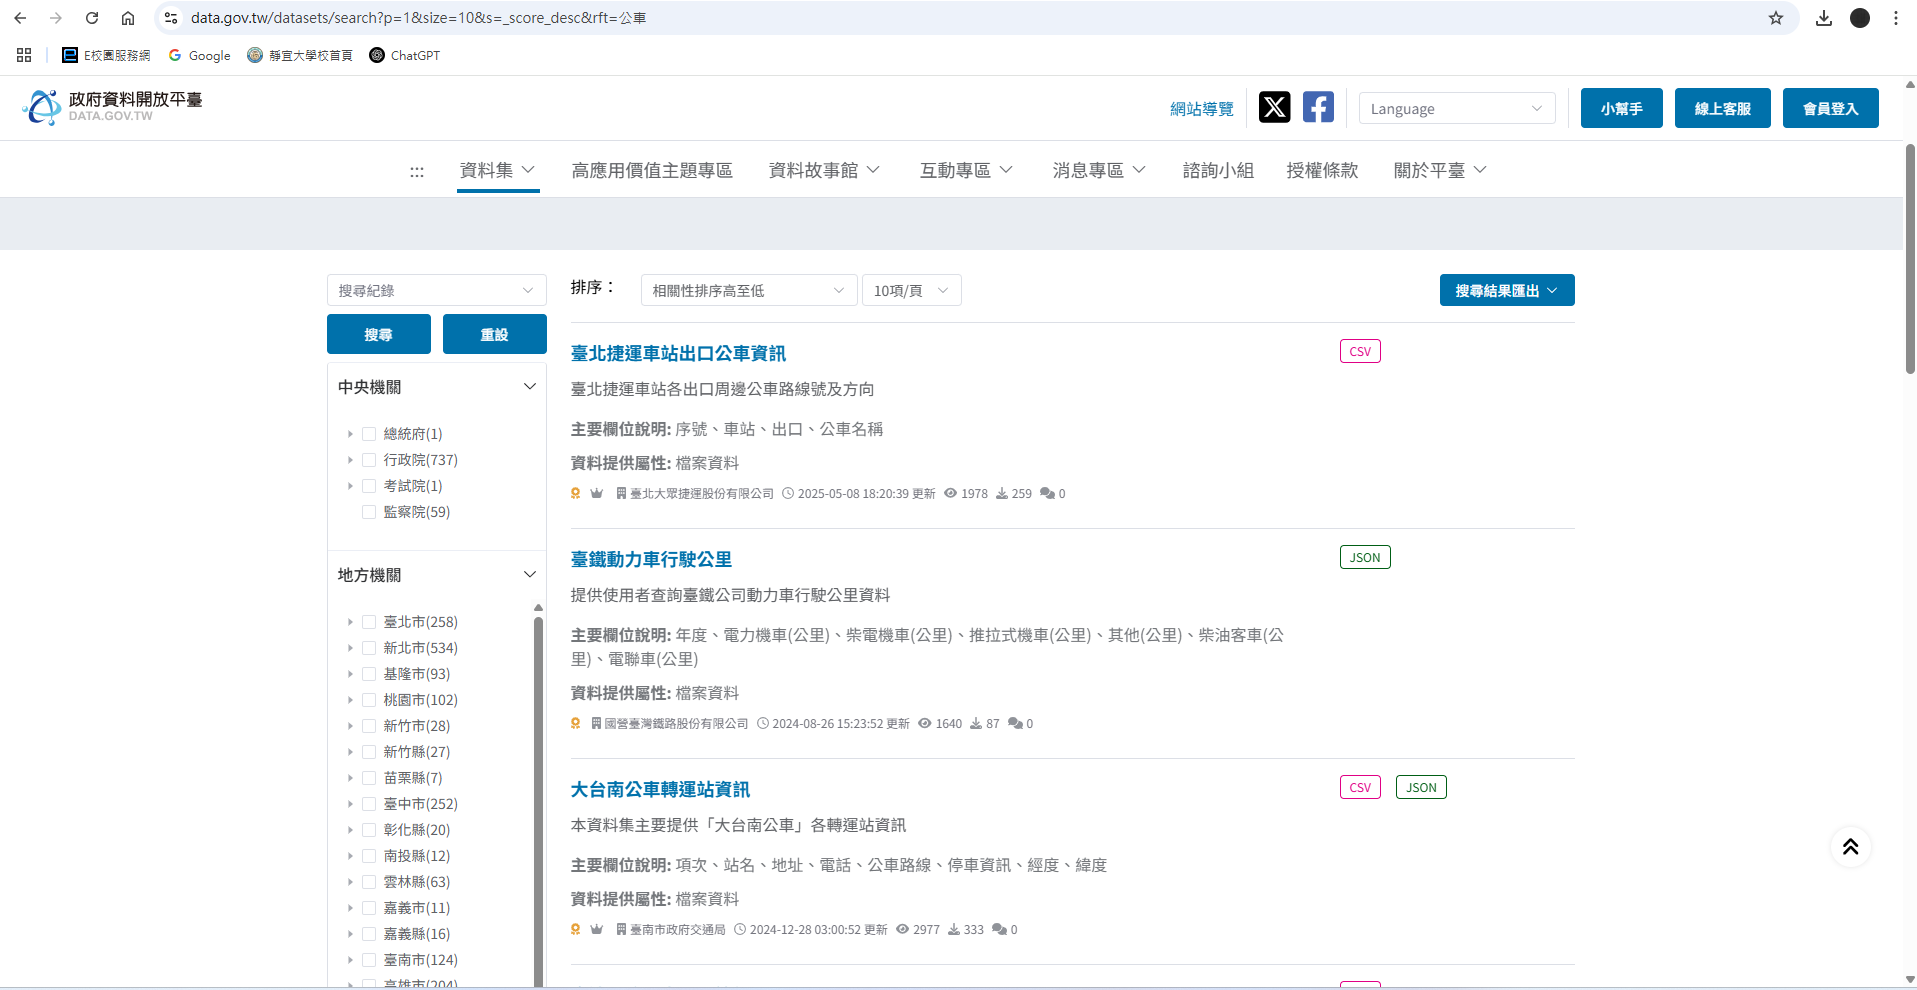 data.gov.tw/datasets/search?p=1&size=10&s=_score_desc&rft=公車
E校園服務網 Google 靜宜大學校首頁 ChatGPT
政府資料開放平臺
DATA.GOV.TW
網站導覽 Language 小幫手 線上客服 會員登入
::: 資料集 高應用價值主題專區 資料故事館 互動專區 消息專區 諮詢小組 授權條款 關於平臺
搜尋紀錄
搜尋 重設
中央機關
總統府(1)
行政院(737)
考試院(1)
監察院(59)
地方機關
臺北市(258)
新北市(534)
基隆市(93)
桃園市(102)
新竹市(28)
新竹縣(27)
苗栗縣(7)
臺中市(252)
彰化縣(20)
南投縣(12)
雲林縣(63)
嘉義市(11)
嘉義縣(16)
臺南市(124)
高雄市(204)
排序： 相關性排序高至低 10項/頁 搜尋結果匯出
臺北捷運車站出口公車資訊 CSV
臺北捷運車站各出口周邊公車路線號及方向
主要欄位說明: 序號、車站、出口、公車名稱
資料提供屬性: 檔案資料
臺北大眾捷運股份有限公司 2025-05-08 18:20:39 更新 1978 259 0
臺鐵動力車行駛公里 JSON
提供使用者查詢臺鐵公司動力車行駛公里資料
主要欄位說明: 年度、電力機車(公里)、柴電機車(公里)、推拉式機車(公里)、其他(公里)、柴油客車(公
里)、電聯車(公里)
資料提供屬性: 檔案資料
國營臺灣鐵路股份有限公司 2024-08-26 15:23:52 更新 1640 87 0
大台南公車轉運站資訊 CSV JSON
本資料集主要提供「大台南公車」各轉運站資訊
主要欄位說明: 項次、站名、地址、電話、公車路線、停車資訊、經度、緯度
資料提供屬性: 檔案資料
臺南市政府交通局 2024-12-28 03:00:52 更新 2977 333 0